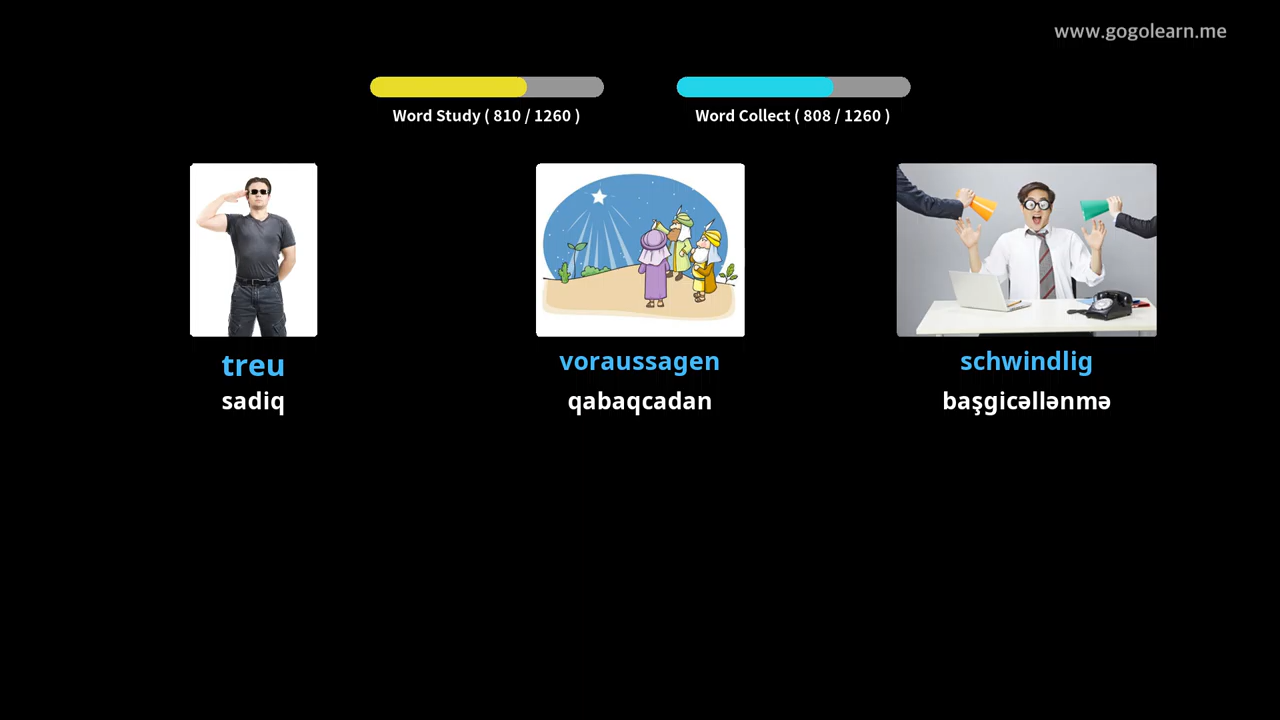 www.gogolearn.me
Word Study ( 810 / 1260 )
Word Collect ( 808 / 1260 )
treu
voraussagen
schwindlig
sadiq
qabaqcadan
başgicəllənmə